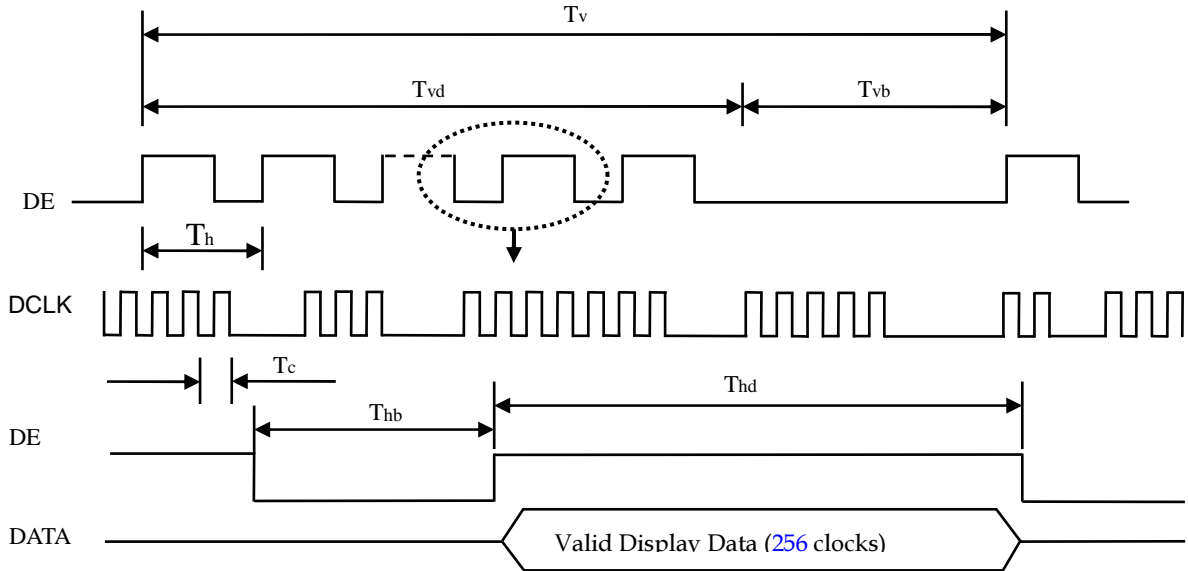 Tv
Tvd
Tvb
DE
Th
DCLK
Tc
Thd
Thb
DE
DATA
Valid Display Data (256 clocks)